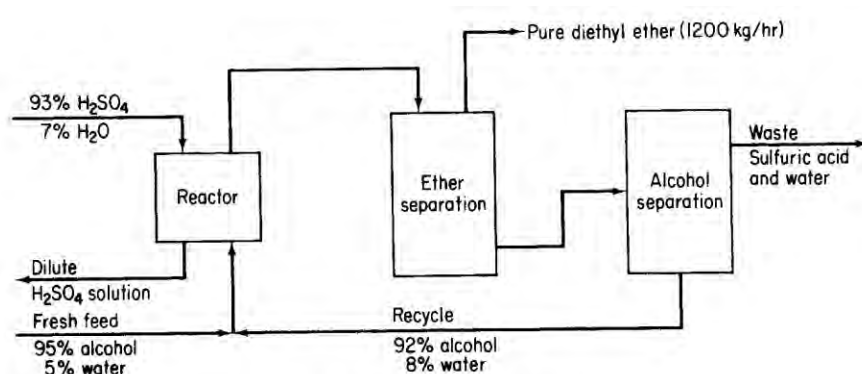 Pure diethyl ether (1200 kg/hr)
93% H₂SO₄
7% H₂O
Reactor
Ether
separation
Alcohol
separation
Waste
Sulfuric acid
and water
Dilute
H₂SO₄ solution
Fresh feed
95% alcohol
5% water
Recycle
92% alcohol
8% water